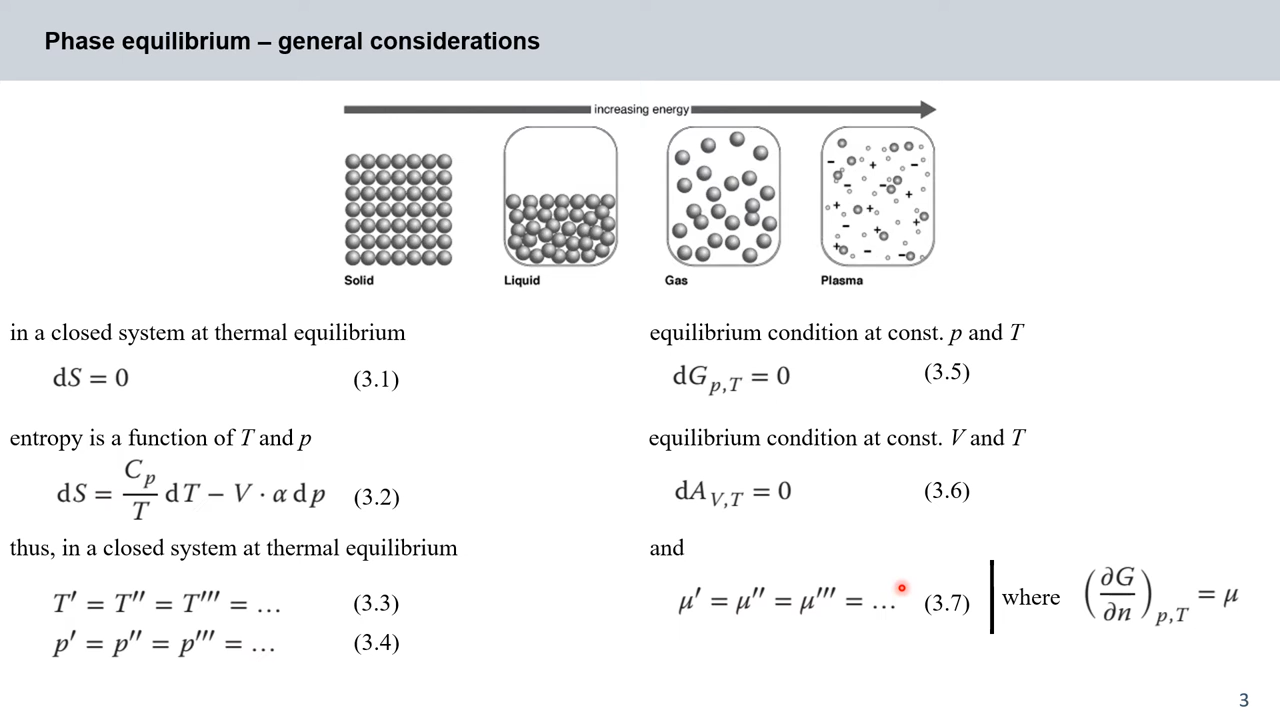 Phase equilibrium – general considerations
increasing energy
Solid Liquid Gas Plasma
in a closed system at thermal equilibrium
dS = 0 (3.1)
entropy is a function of T and p
dS = C_p/T dT − V · α dp (3.2)
thus, in a closed system at thermal equilibrium
T′ = T″ = T‴ = … (3.3)
p′ = p″ = p‴ = … (3.4)
equilibrium condition at const. p and T
dG_{p,T} = 0 (3.5)
equilibrium condition at const. V and T
dA_{V,T} = 0 (3.6)
and
μ′ = μ″ = μ‴ = … (3.7) where (∂G/∂n)_{p,T} = μ
3